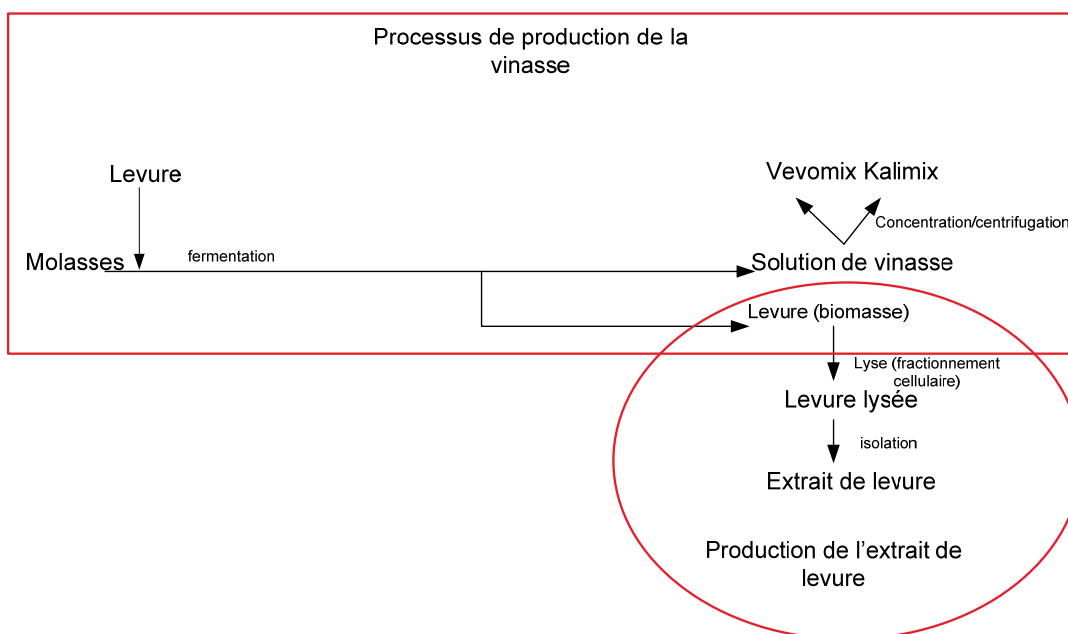 Processus de production de la
vinasse
Levure
Vevomix Kalimix
Concentration/centrifugation
fermentation
Molasses
Solution de vinasse
Levure (biomasse)
Lyse (fractionnement
cellulaire)
Levure lysée
isolation
Extrait de levure
Production de l’extrait de
levure